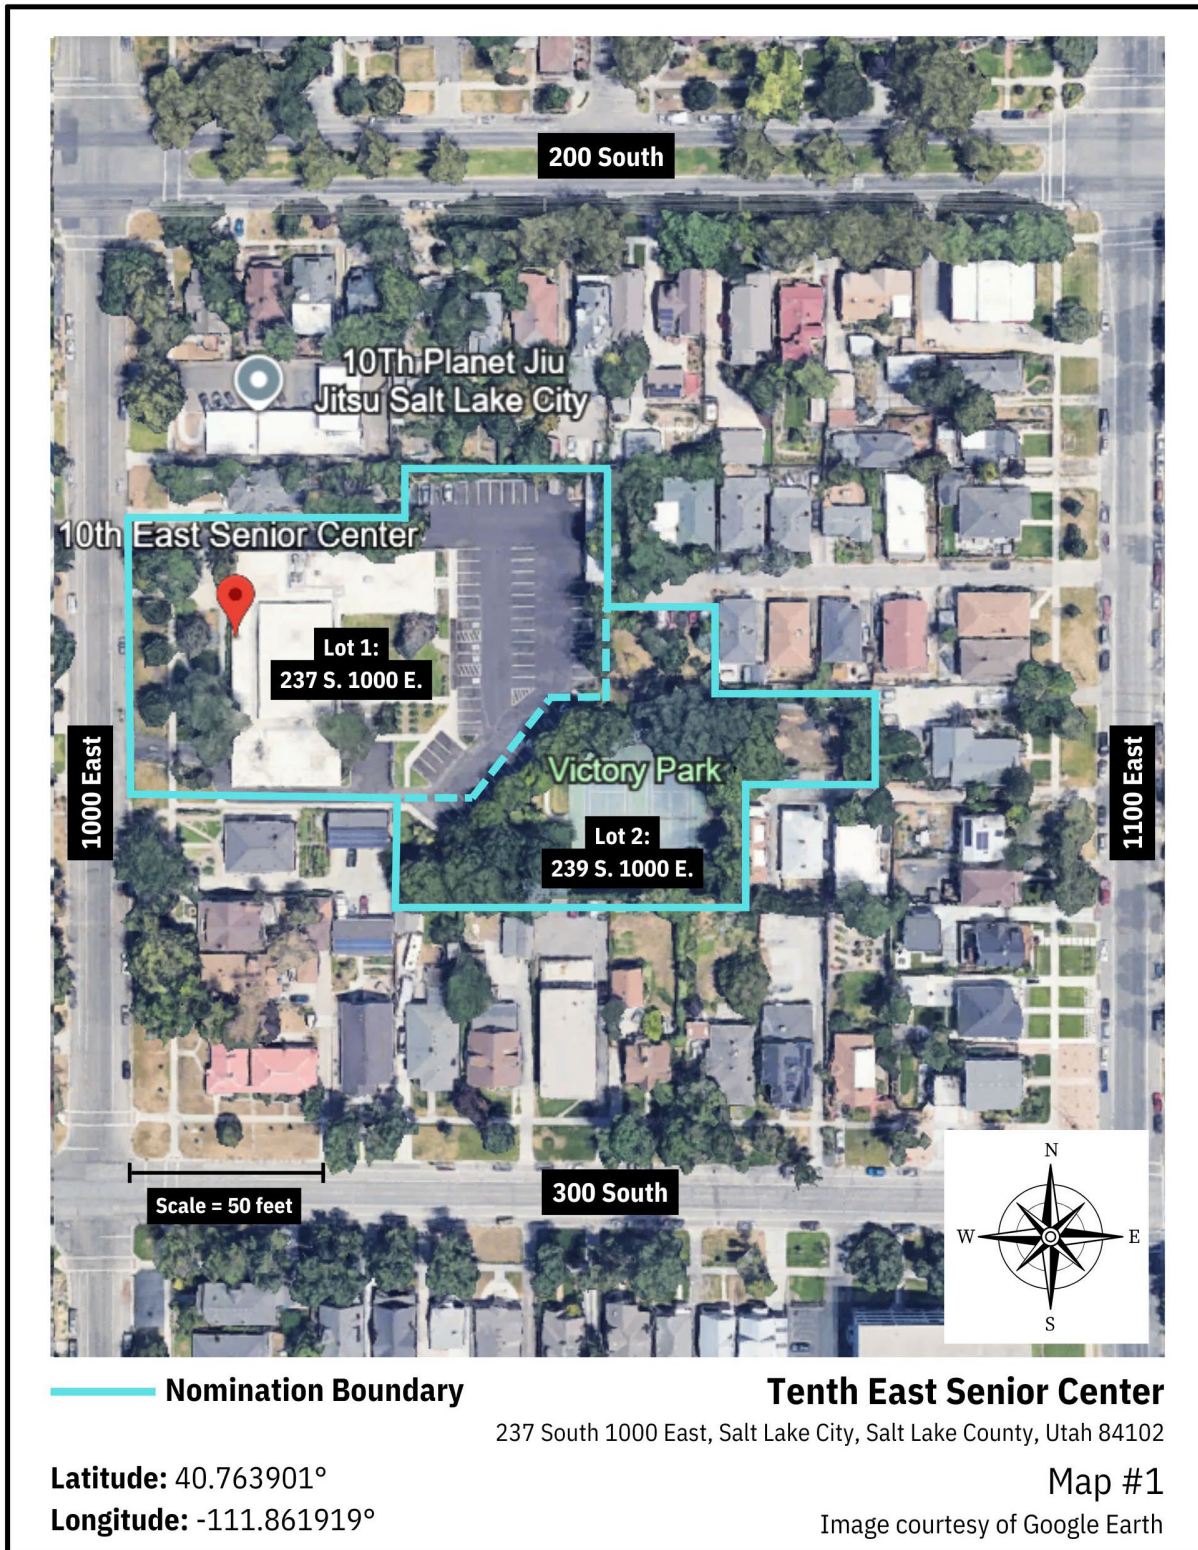 200 South
10Th Planet Jiu
Jitsu Salt Lake City
10th East Senior Center
Lot 1:
237 S. 1000 E.
1000 East
Victory Park
Lot 2:
239 S. 1000 E.
1100 East
Scale = 50 feet
300 South
N
W
E
S
Nomination Boundary
Tenth East Senior Center
237 South 1000 East, Salt Lake City, Salt Lake County, Utah 84102
Latitude: 40.763901°
Longitude: -111.861919°
Map #1
Image courtesy of Google Earth